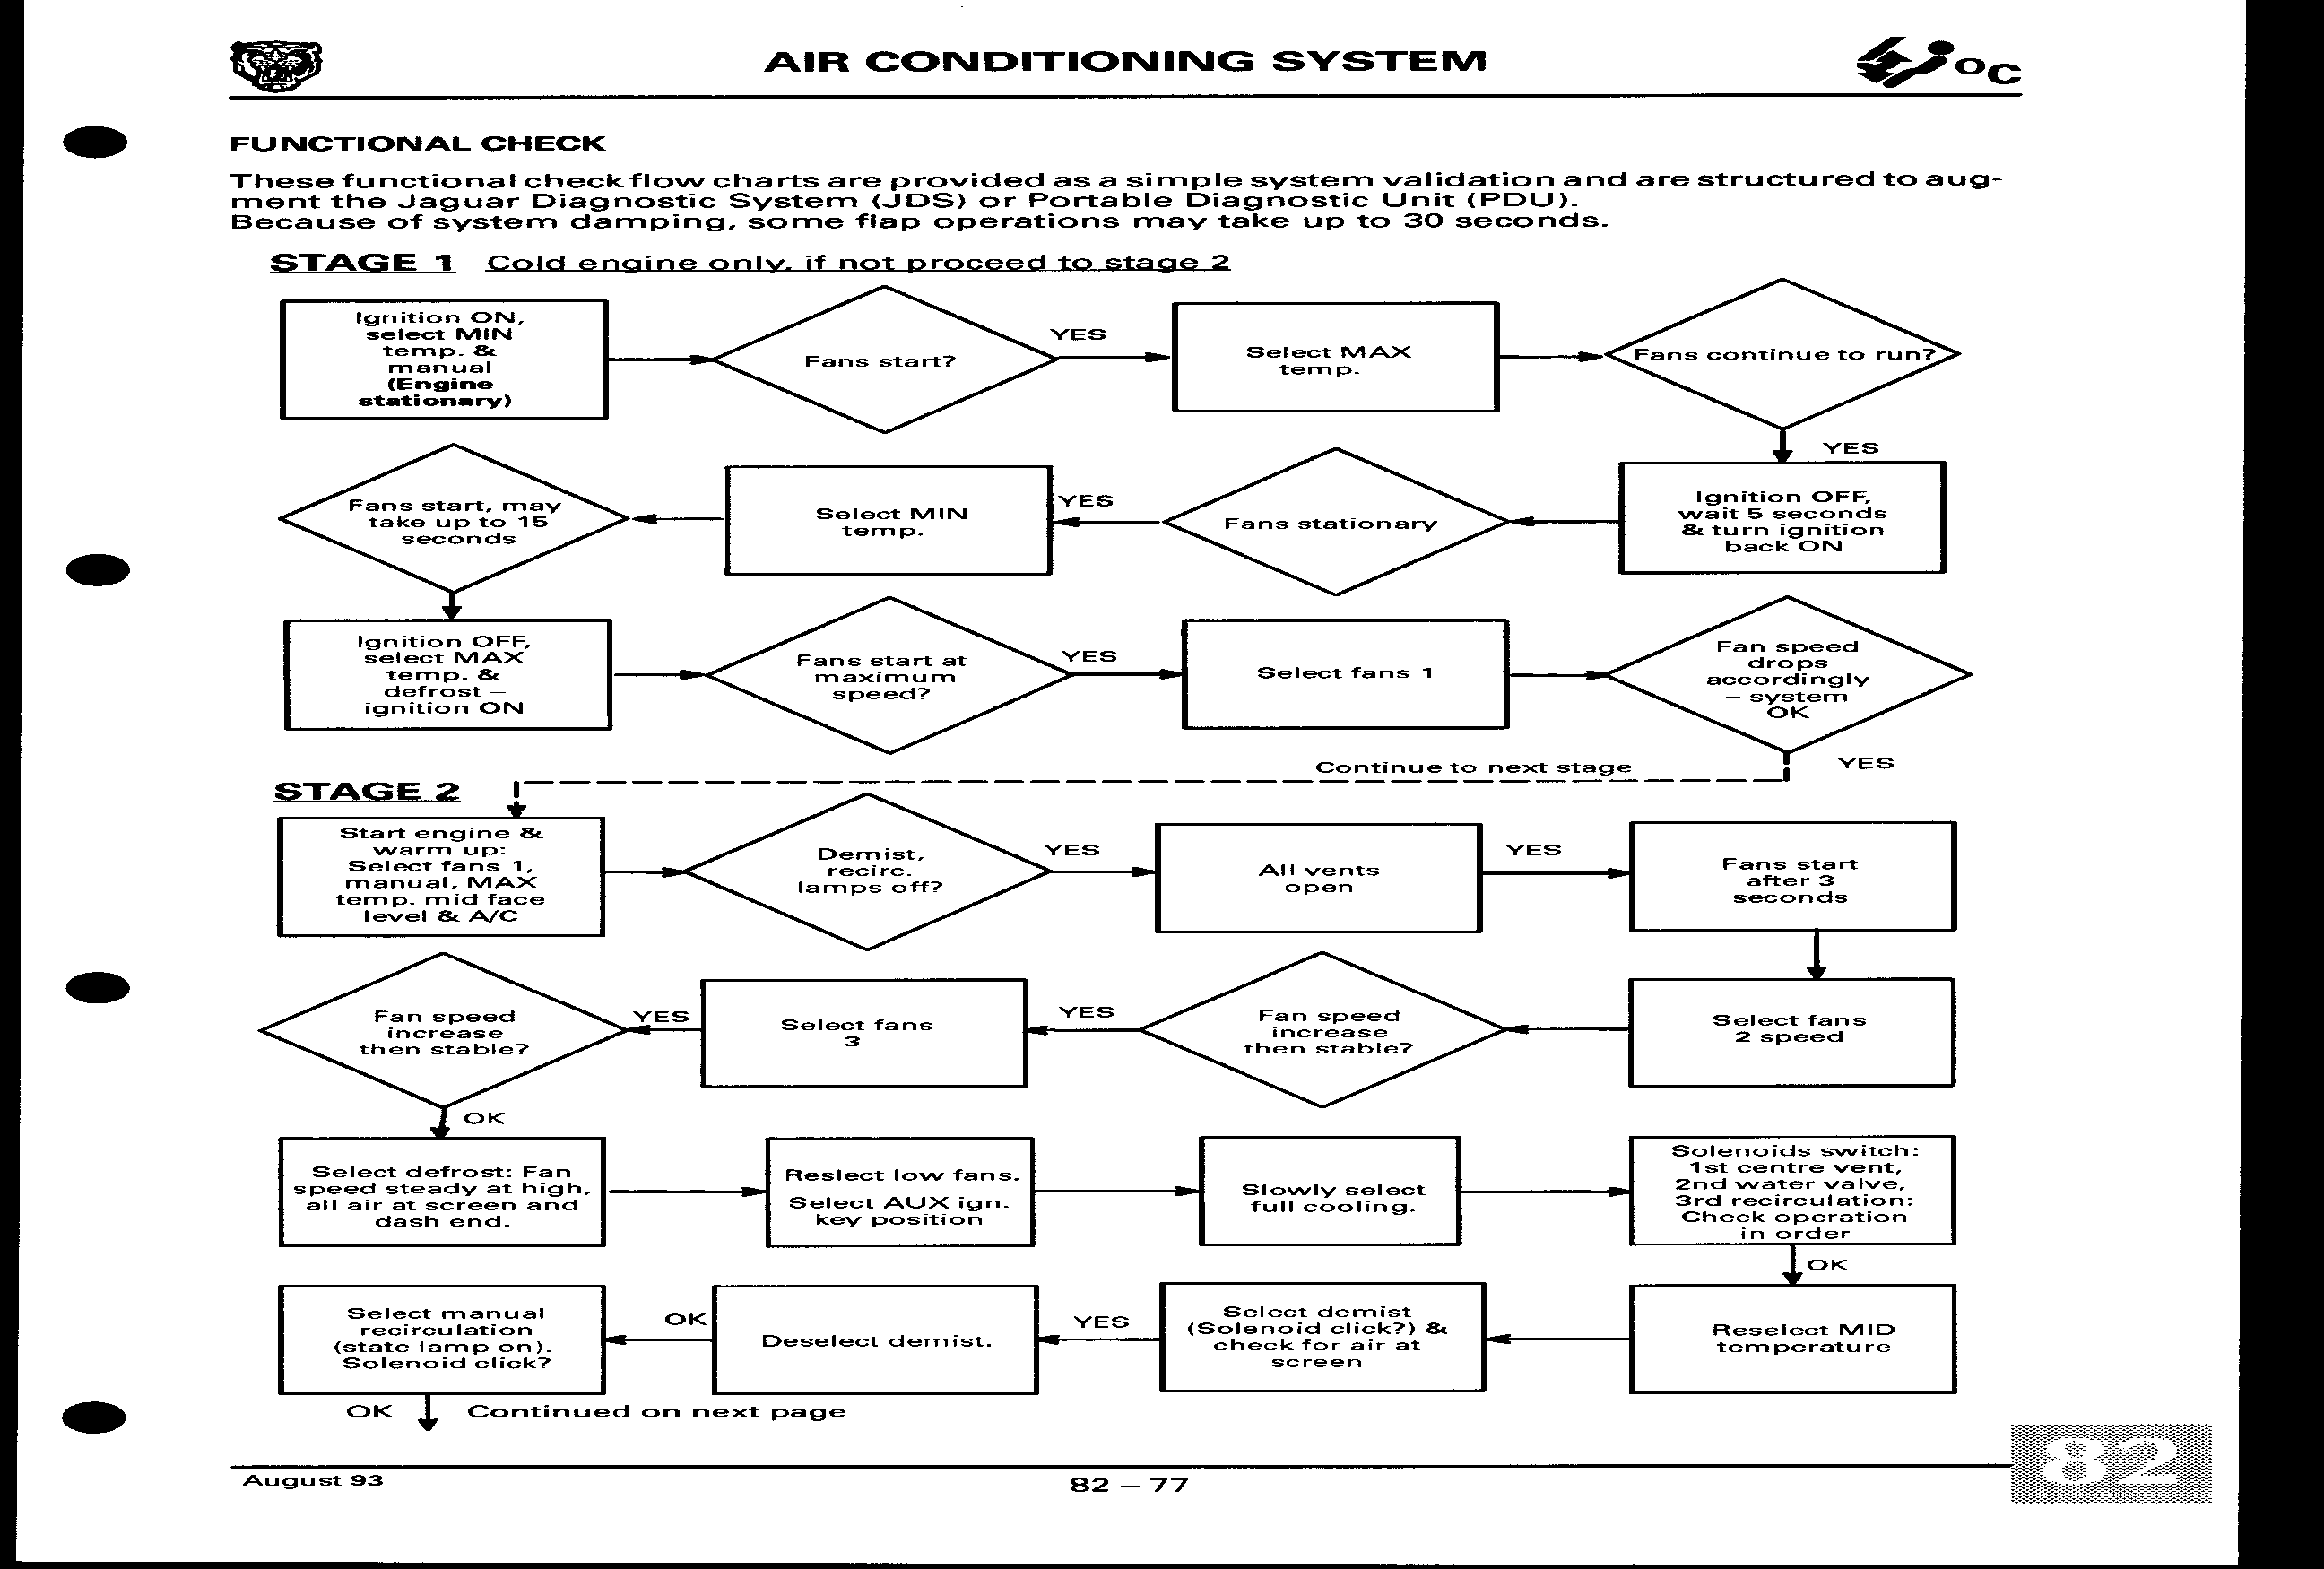 AIR CONDITIONING SYSTEM
°C
FUNCTIONAL CHECK
These functional check flow charts are provided as a simple system validation and are structured to aug-
ment the Jaguar Diagnostic System (JDS) or Portable Diagnostic Unit (PDU).
Because of system damping, some flap operations may take up to 30 seconds.
STAGE 1 Cold engine only, if not proceed to stage 2
Ignition ON,
select MIN
temp. &
manual
(Engine
stationary)
Fans start?
YES
Select MAX
temp.
Fans continue to run?
YES
Ignition OFF,
wait 5 seconds
& turn ignition
back ON
Fans stationary
YES
Select MIN
temp.
Fans start, may
take up to 15
seconds
Ignition OFF,
select MAX
temp. &
defrost –
ignition ON
Fans start at
maximum
speed?
YES
Select fans 1
Fan speed
drops
accordingly
– system
OK
YES
Continue to next stage
STAGE 2
Start engine &
warm up:
Select fans 1,
manual, MAX
temp. mid face
level & A/C
Demist,
recirc.
lamps off?
YES
All vents
open
YES
Fans start
after 3
seconds
Select fans
2 speed
Fan speed
increase
then stable?
YES
Select fans
3
YES
Fan speed
increase
then stable?
OK
Select defrost: Fan
speed steady at high,
all air at screen and
dash end.
Reslect low fans.
Select AUX ign.
key position
Slowly select
full cooling.
Solenoids switch:
1st centre vent,
2nd water valve,
3rd recirculation:
Check operation
in order
OK
Reselect MID
temperature
Select demist
(Solenoid click?) &
check for air at
screen
YES
Deselect demist.
OK
Select manual
recirculation
(state lamp on).
Solenoid click?
OK
Continued on next page
August 93
82 – 77
82